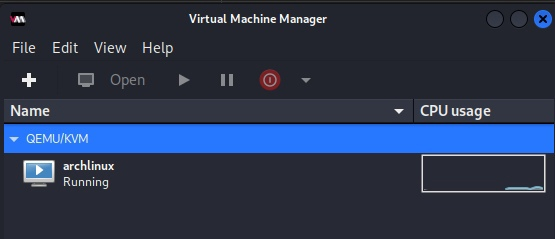 Virtual Machine Manager
File Edit View Help
Open
Name CPU usage
QEMU/KVM
archlinux
Running